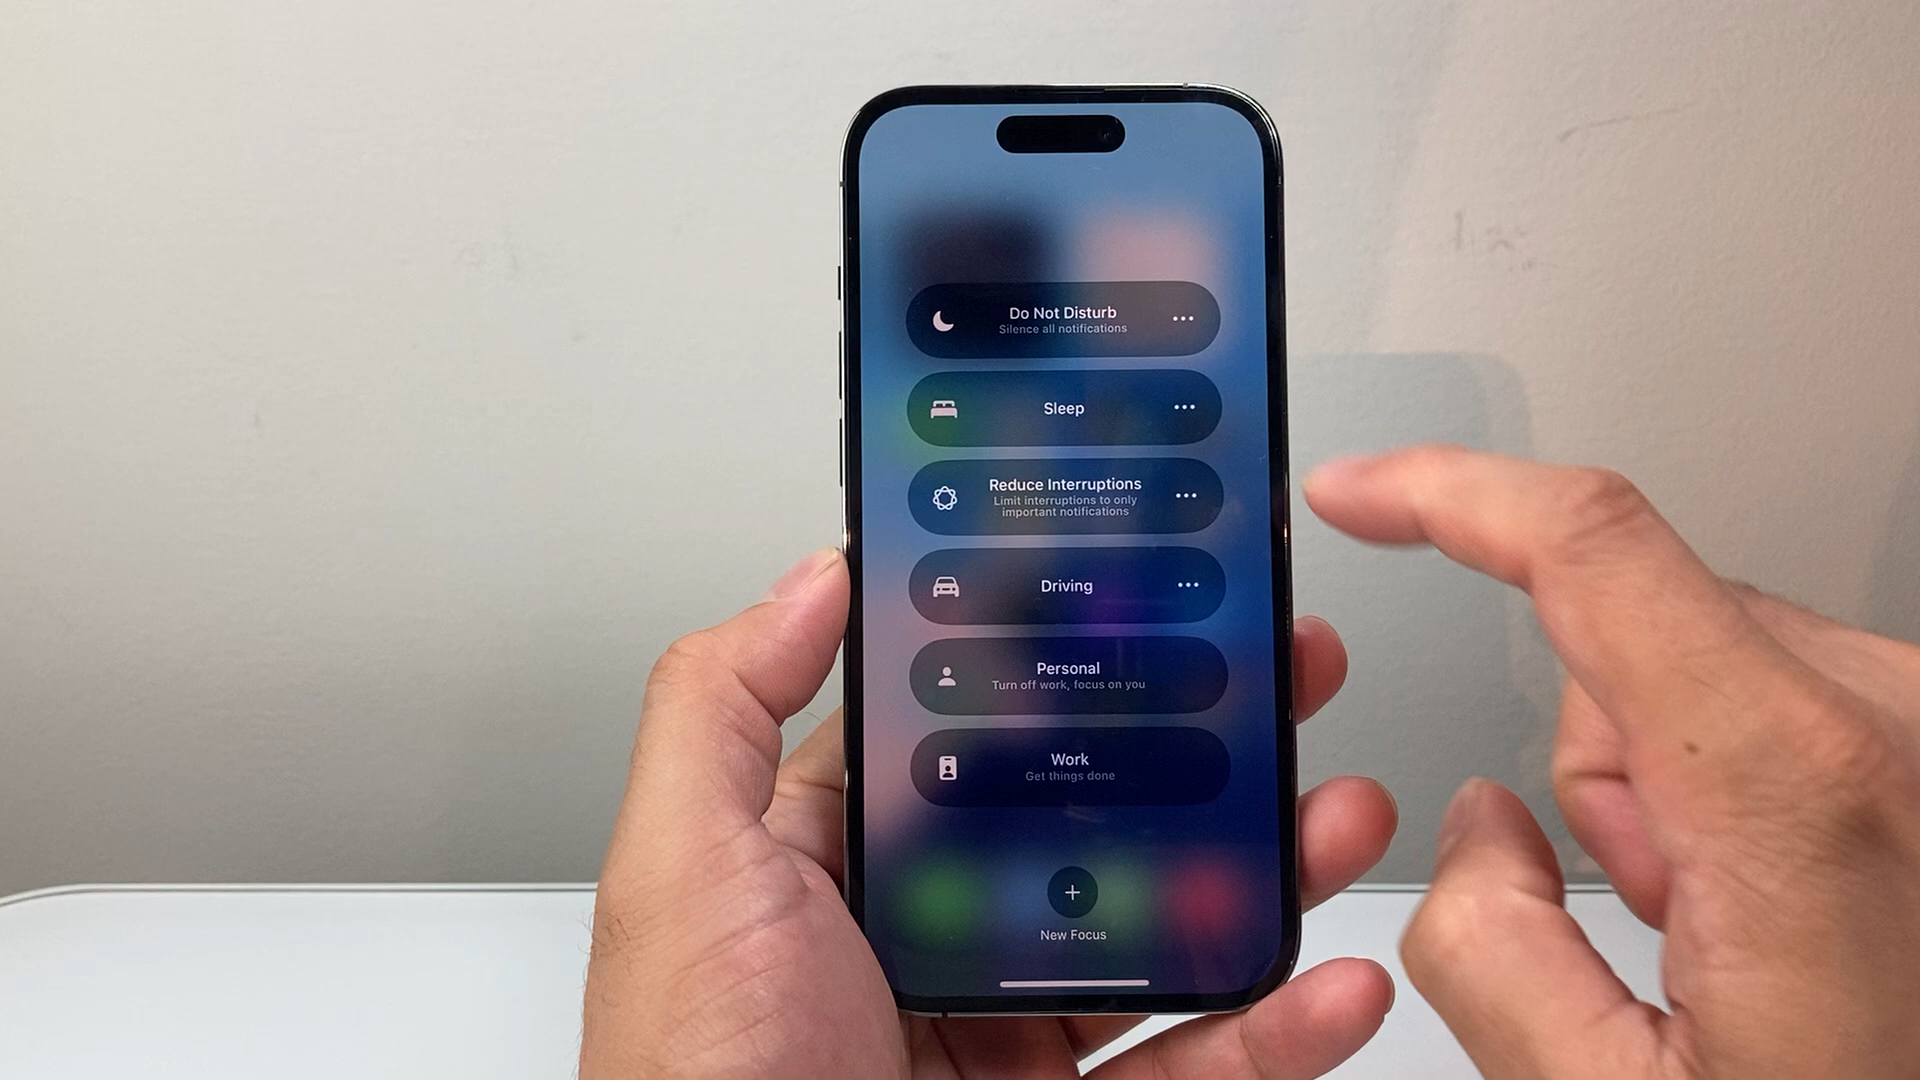 Do Not Disturb
Silence all notifications
Sleep
Reduce Interruptions
Limit interruptions to only
important notifications
Driving
Personal
Turn off work, focus on you
Work
Get things done
New Focus